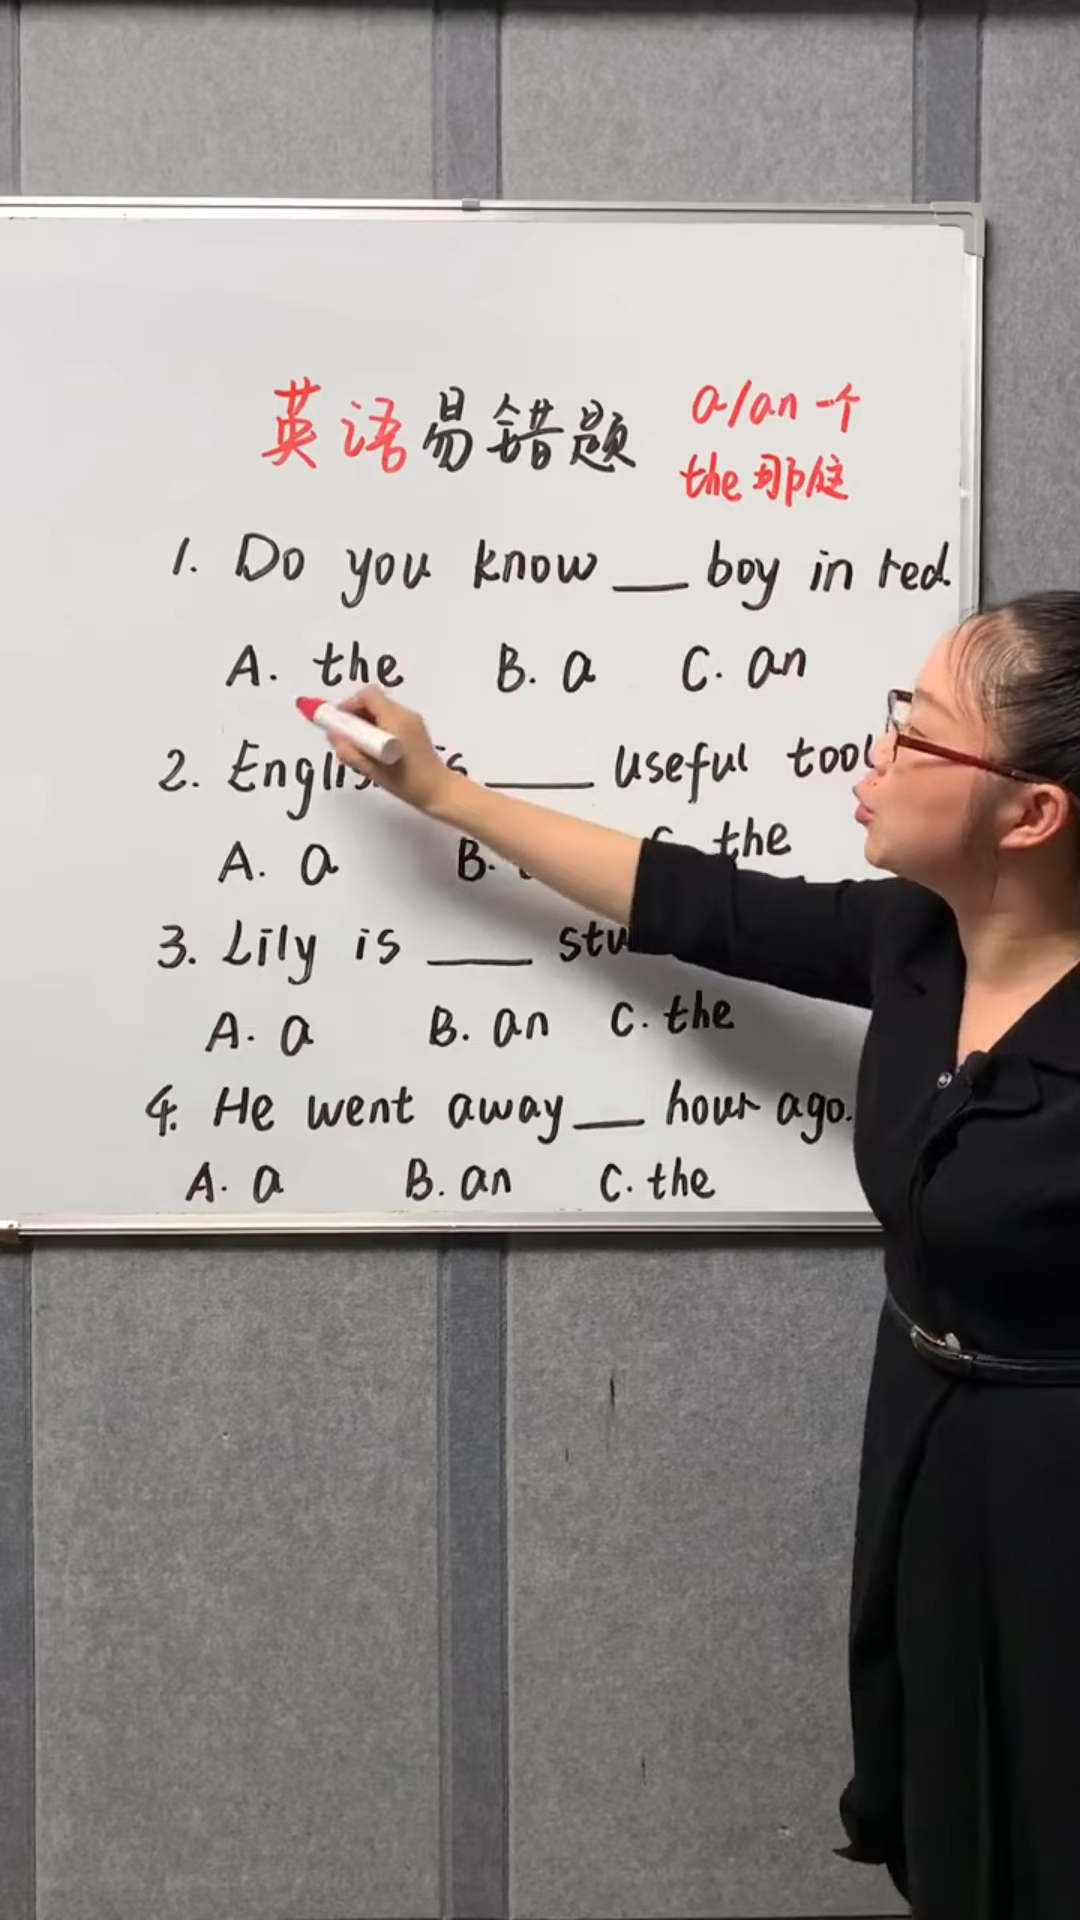 英语易错题
a/an 一个
the 那这
1. Do you know ___ boy in red.
A. the B. a C. an
2. English is ___ useful tool
A. a B. C. the
3. Lily is ___ stu
A. a B. an C. the
4. He went away ___ hour ago.
A. a B. an C. the